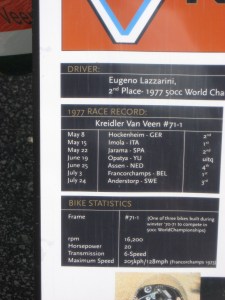 DRIVER:
Eugenio Lazzarini,
2nd Place- 1977 50cc World Cha
1977 RACE RECORD:
Kreidler Van Veen #71-1
May 8 Hockenheim - GER 2nd
May 15 Imola - ITA 1st
May 22 Jarama - SPA 2nd
June 19 Opatya - YU
June 25 Assen - NED 4th
July 3 Francorchamps - BEL 1st
July 24 Anderstorp - SWE 3rd
BIKE STATISTICS
Frame #71-1 (One of three bikes built during
winter '70-71 to compete in
50cc WorldChampionships)
rpm 16,200
Horsepower 20
Transmission 6-Speed
Maximum Speed 205kph/128mph (Francorchamps 1977)